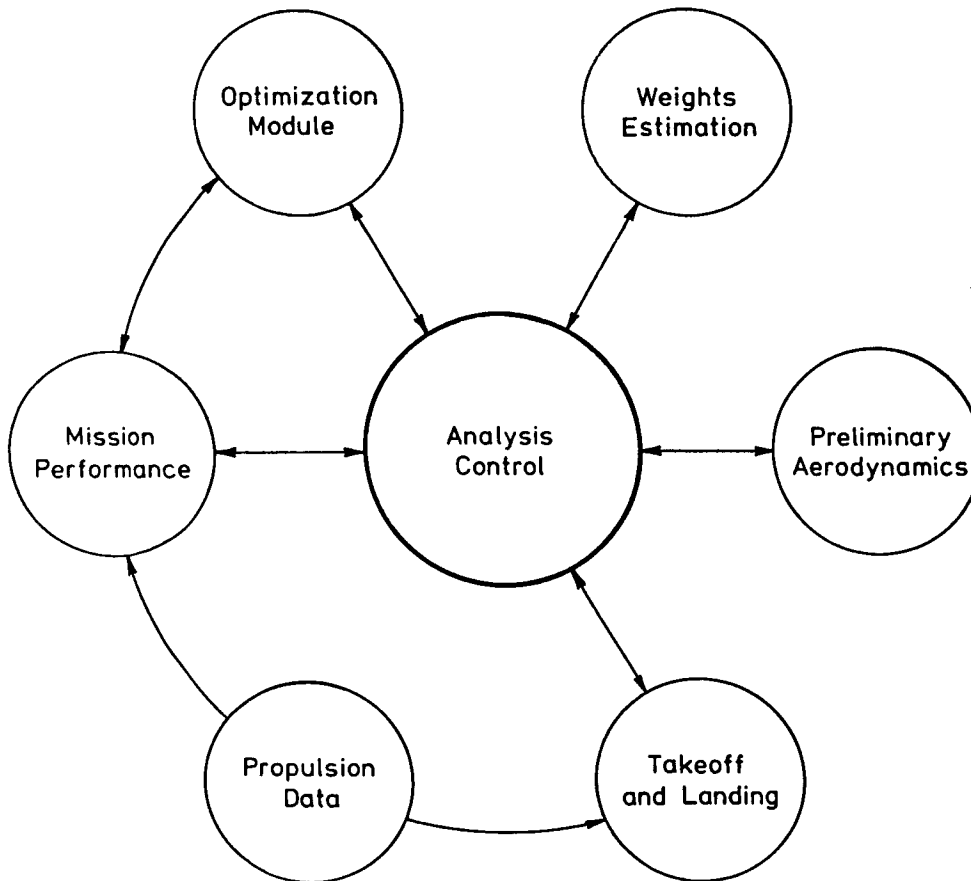 Optimization
Module
Weights
Estimation
Mission
Performance
Analysis
Control
Preliminary
Aerodynamics
Propulsion
Data
Takeoff
and Landing